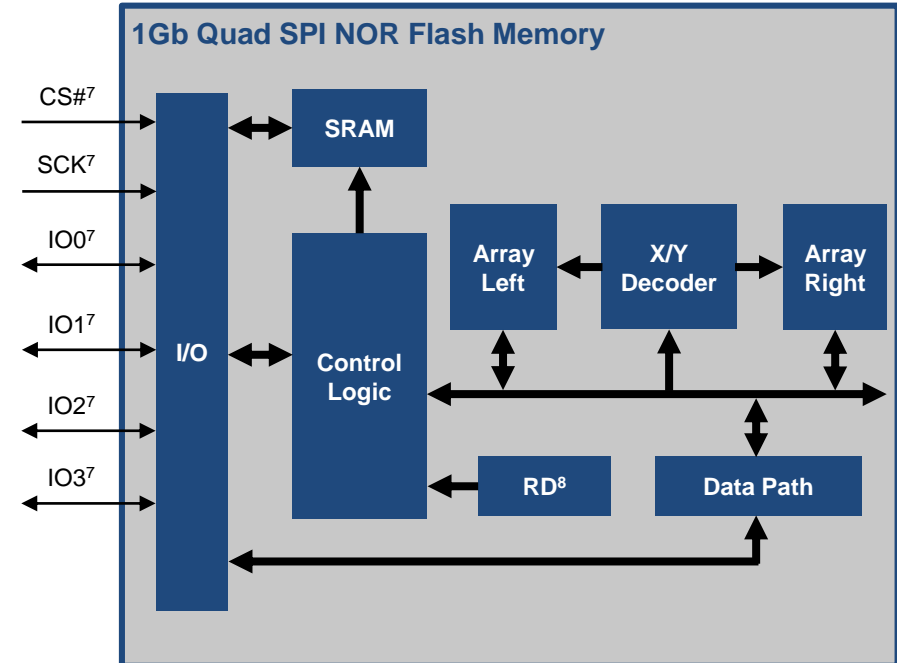 1Gb Quad SPI NOR Flash Memory
CS#⁷
SCK⁷
IO0⁷
IO1⁷
IO2⁷
IO3⁷
I/O
SRAM
Control
Logic
Array
Left
X/Y
Decoder
Array
Right
RD⁸
Data Path